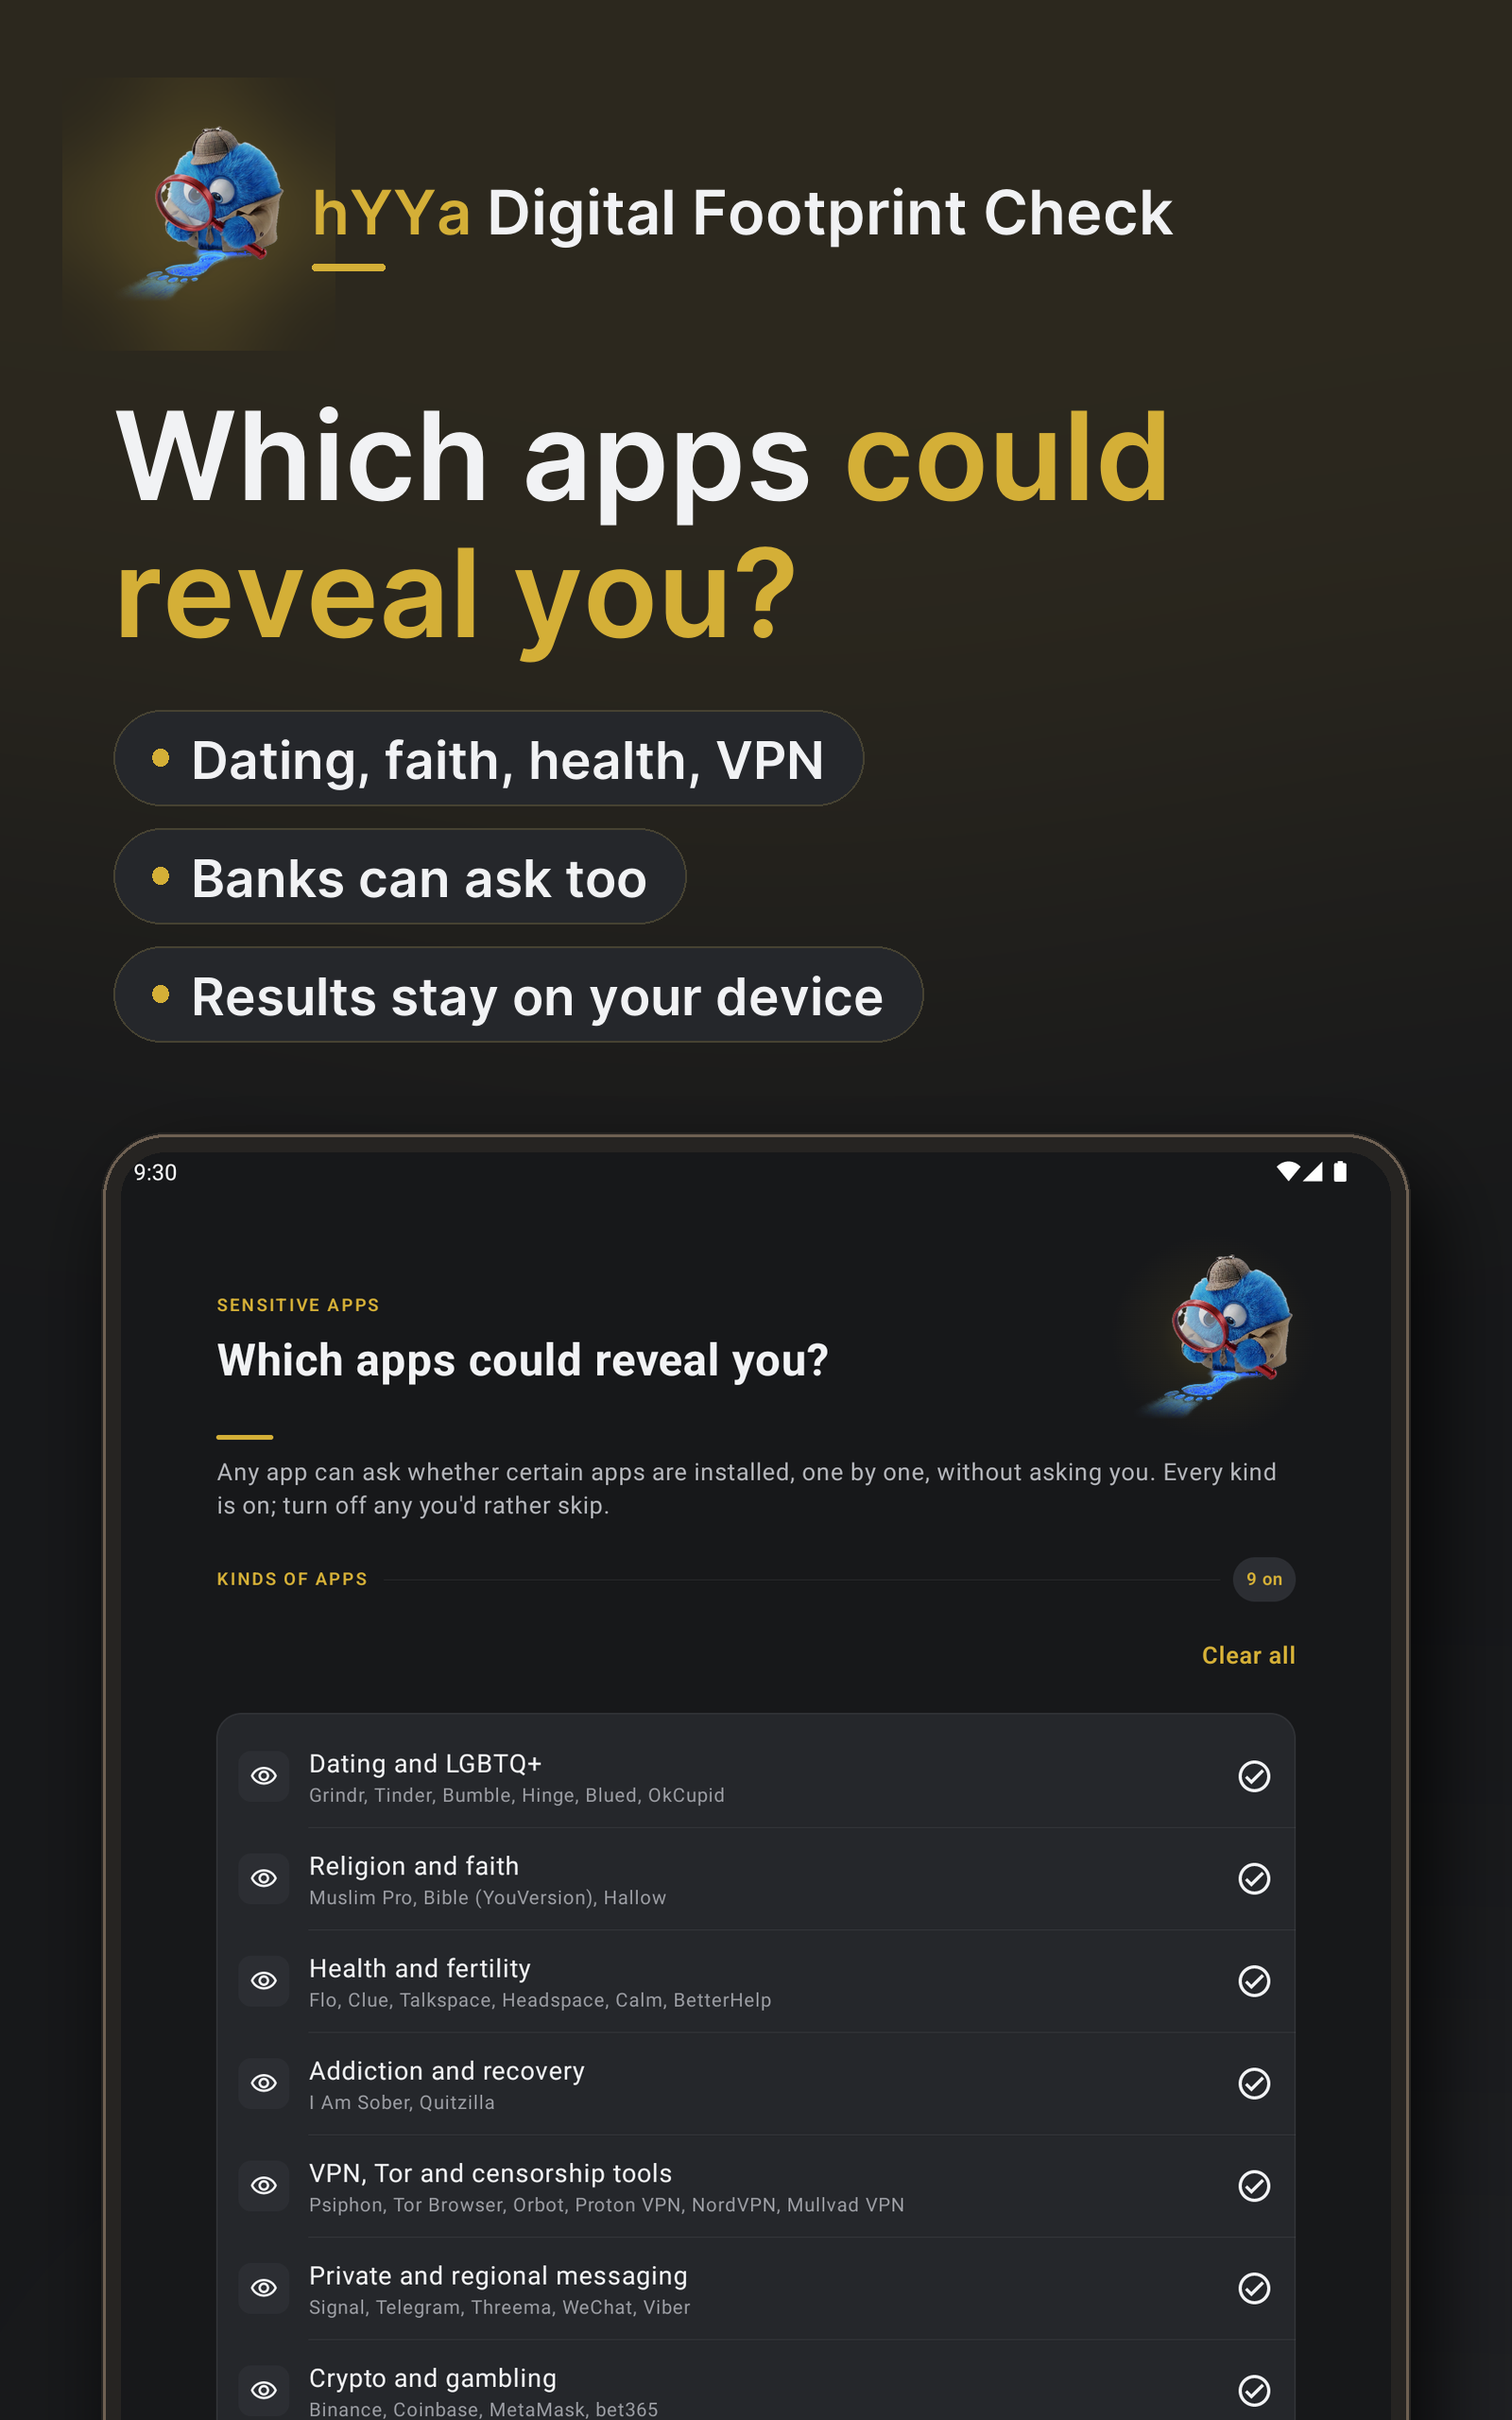 hYYa Digital Footprint Check
Which apps could
reveal you?
Dating, faith, health, VPN
Banks can ask too
Results stay on your device
9:30
SENSITIVE APPS
Which apps could reveal you?
Any app can ask whether certain apps are installed, one by one, without asking you. Every kind
is on; turn off any you'd rather skip.
KINDS OF APPS
9 on
Clear all
Dating and LGBTQ+
Grindr, Tinder, Bumble, Hinge, Blued, OkCupid
Religion and faith
Muslim Pro, Bible (YouVersion), Hallow
Health and fertility
Flo, Clue, Talkspace, Headspace, Calm, BetterHelp
Addiction and recovery
I Am Sober, Quitzilla
VPN, Tor and censorship tools
Psiphon, Tor Browser, Orbot, Proton VPN, NordVPN, Mullvad VPN
Private and regional messaging
Signal, Telegram, Threema, WeChat, Viber
Crypto and gambling
Binance, Coinbase, MetaMask, bet365